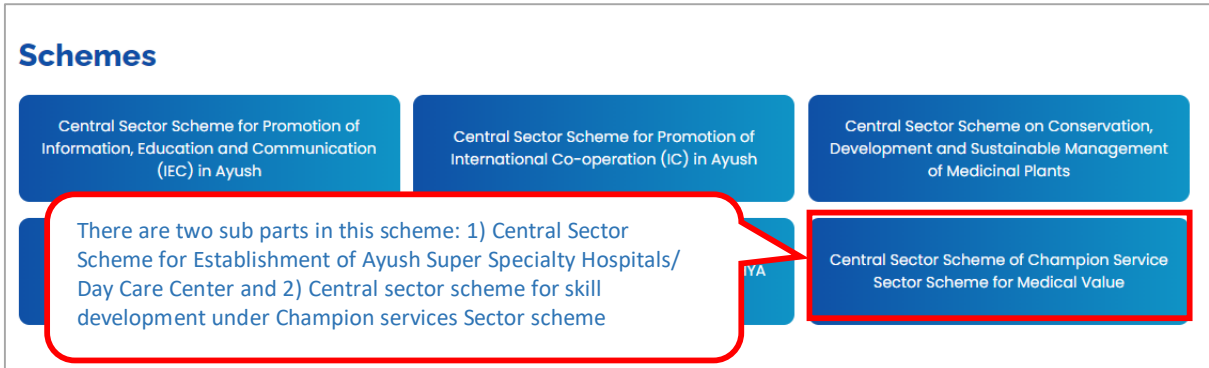 Schemes
Central Sector Scheme for Promotion of
Information, Education and Communication
(IEC) in Ayush
Central Sector Scheme for Promotion of
International Co-operation (IC) in Ayush
Central Sector Scheme on Conservation,
Development and Sustainable Management
of Medicinal Plants
There are two sub parts in this scheme: 1) Central Sector
Scheme for Establishment of Ayush Super Specialty Hospitals/
Day Care Center and 2) Central sector scheme for skill
development under Champion services Sector scheme
Central Sector Scheme of Champion Service
Sector Scheme for Medical Value